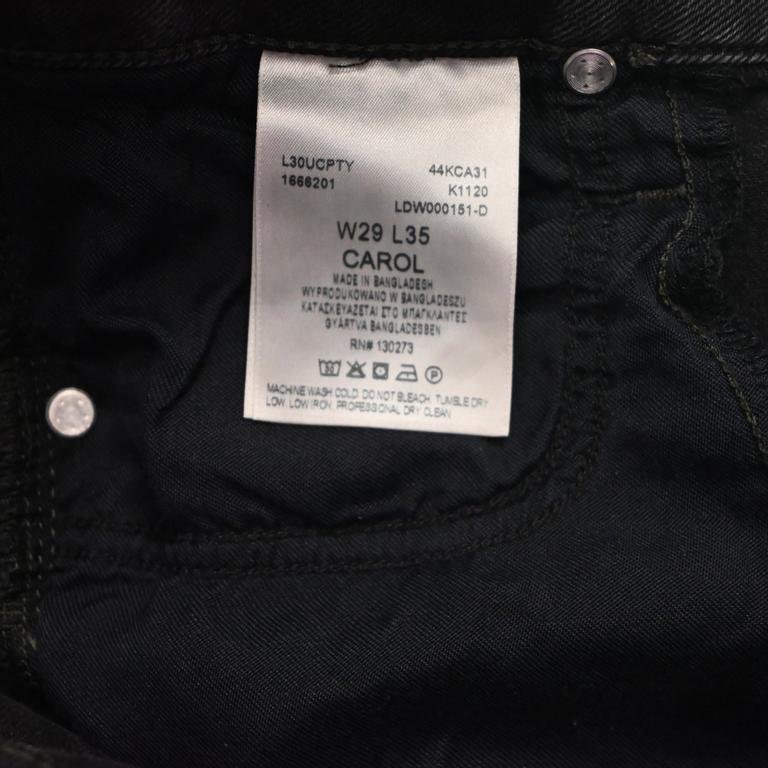 L30UCPTY 44KCA31
1666201 K1120
LDW000151-D
W29 L35
CAROL
MADE IN BANGLADESH
WYPRODUKOWANO W BANGLADESZU
ΚΑΤΑΣΚΕΥΑΖΕΤΑΙ ΣΤΟ ΜΠΑΓΚΛΑΝΤΕΣ
GYÁRTVA BANGLADESBEN
RN# 130273
MACHINE WASH COLD. DO NOT BLEACH. TUMBLE DRY
LOW. LOW IRON. PROFESSIONAL DRY CLEAN